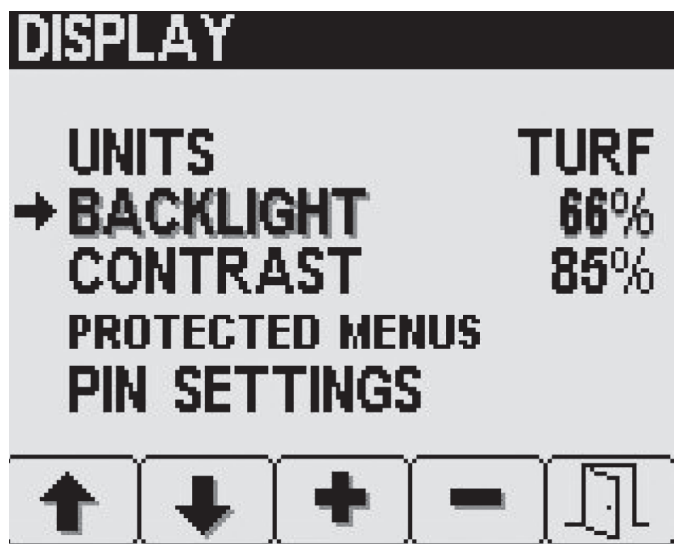 DISPLAY
UNITS TURF
BACKLIGHT 66%
CONTRAST 85%
PROTECTED MENUS
PIN SETTINGS